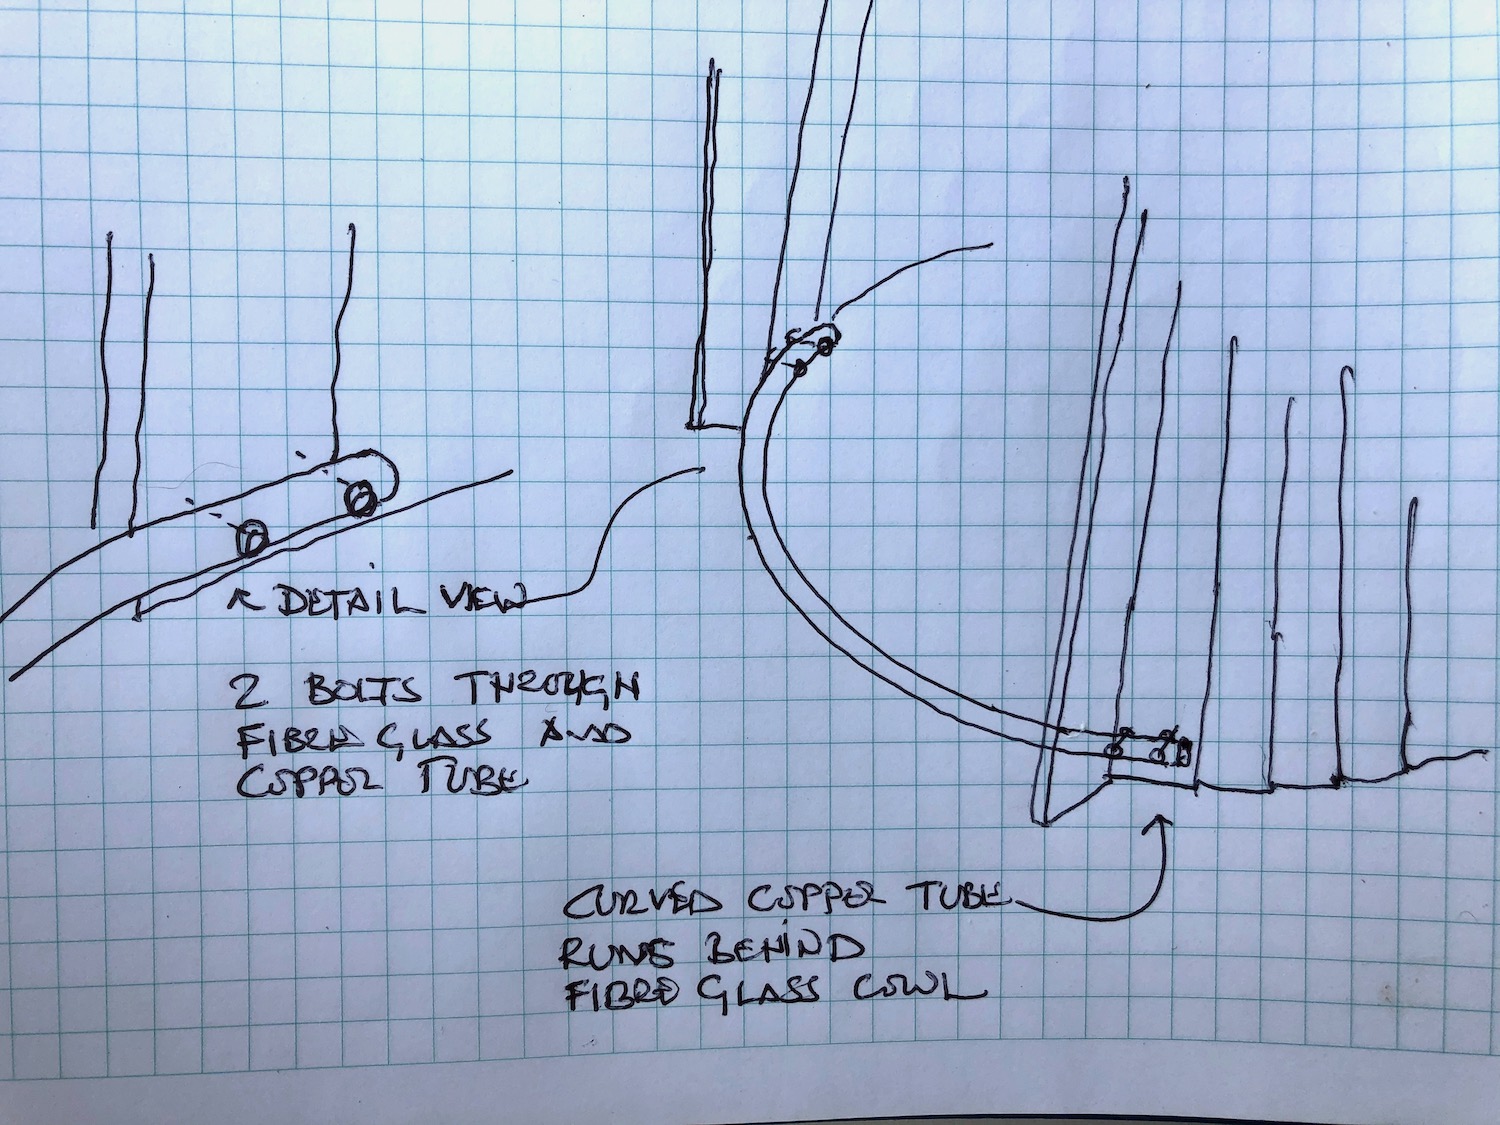 DETAIL VIEW
2 BOLTS THROUGH
FIBRE GLASS AND
COPPER TUBE
CURVED COPPER TUBE
RUNS BEHIND
FIBRE GLASS COWL